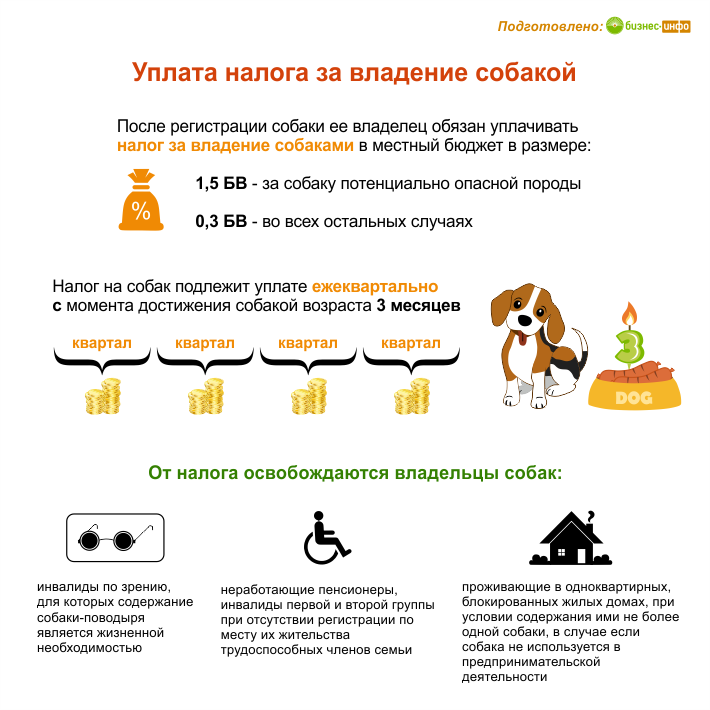 Подготовлено: бизнес-инфо
Уплата налога за владение собакой
После регистрации собаки ее владелец обязан уплачивать
налог за владение собаками в местный бюджет в размере:
%
1,5 БВ - за собаку потенциально опасной породы
0,3 БВ - во всех остальных случаях
Налог на собак подлежит уплате ежеквартально
с момента достижения собакой возраста 3 месяцев
квартал квартал квартал квартал
3
DOG
От налога освобождаются владельцы собак:
инвалиды по зрению,
для которых содержание
собаки-поводыря
является жизненной
необходимостью
неработающие пенсионеры,
инвалиды первой и второй группы
при отсутствии регистрации по
месту их жительства
трудоспособных членов семьи
проживающие в одноквартирных,
блокированных жилых домах, при
условии содержания ими не более
одной собаки, в случае если
собака не используется в
предпринимательской
деятельности